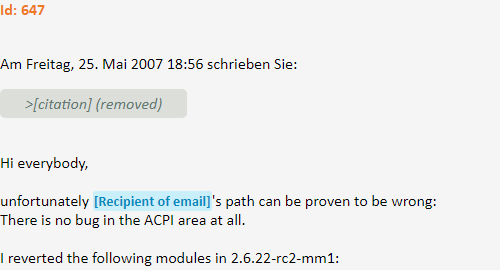 Id: 647
Am Freitag, 25. Mai 2007 18:56 schrieben Sie:
>[citation] (removed)
Hi everybody,
unfortunately [Recipient of email]'s path can be proven to be wrong:
There is no bug in the ACPI area at all.
I reverted the following modules in 2.6.22-rc2-mm1: